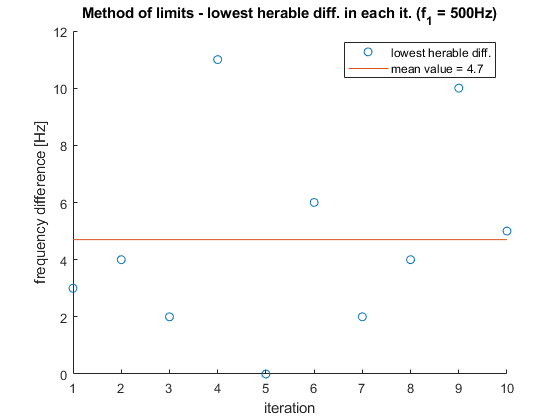 Method of limits - lowest herable diff. in each it. (f1 = 500Hz)
lowest herable diff.
mean value = 4.7
frequency difference [Hz]
12
10
8
6
4
2
0
1 2 3 4 5 6 7 8 9 10
iteration